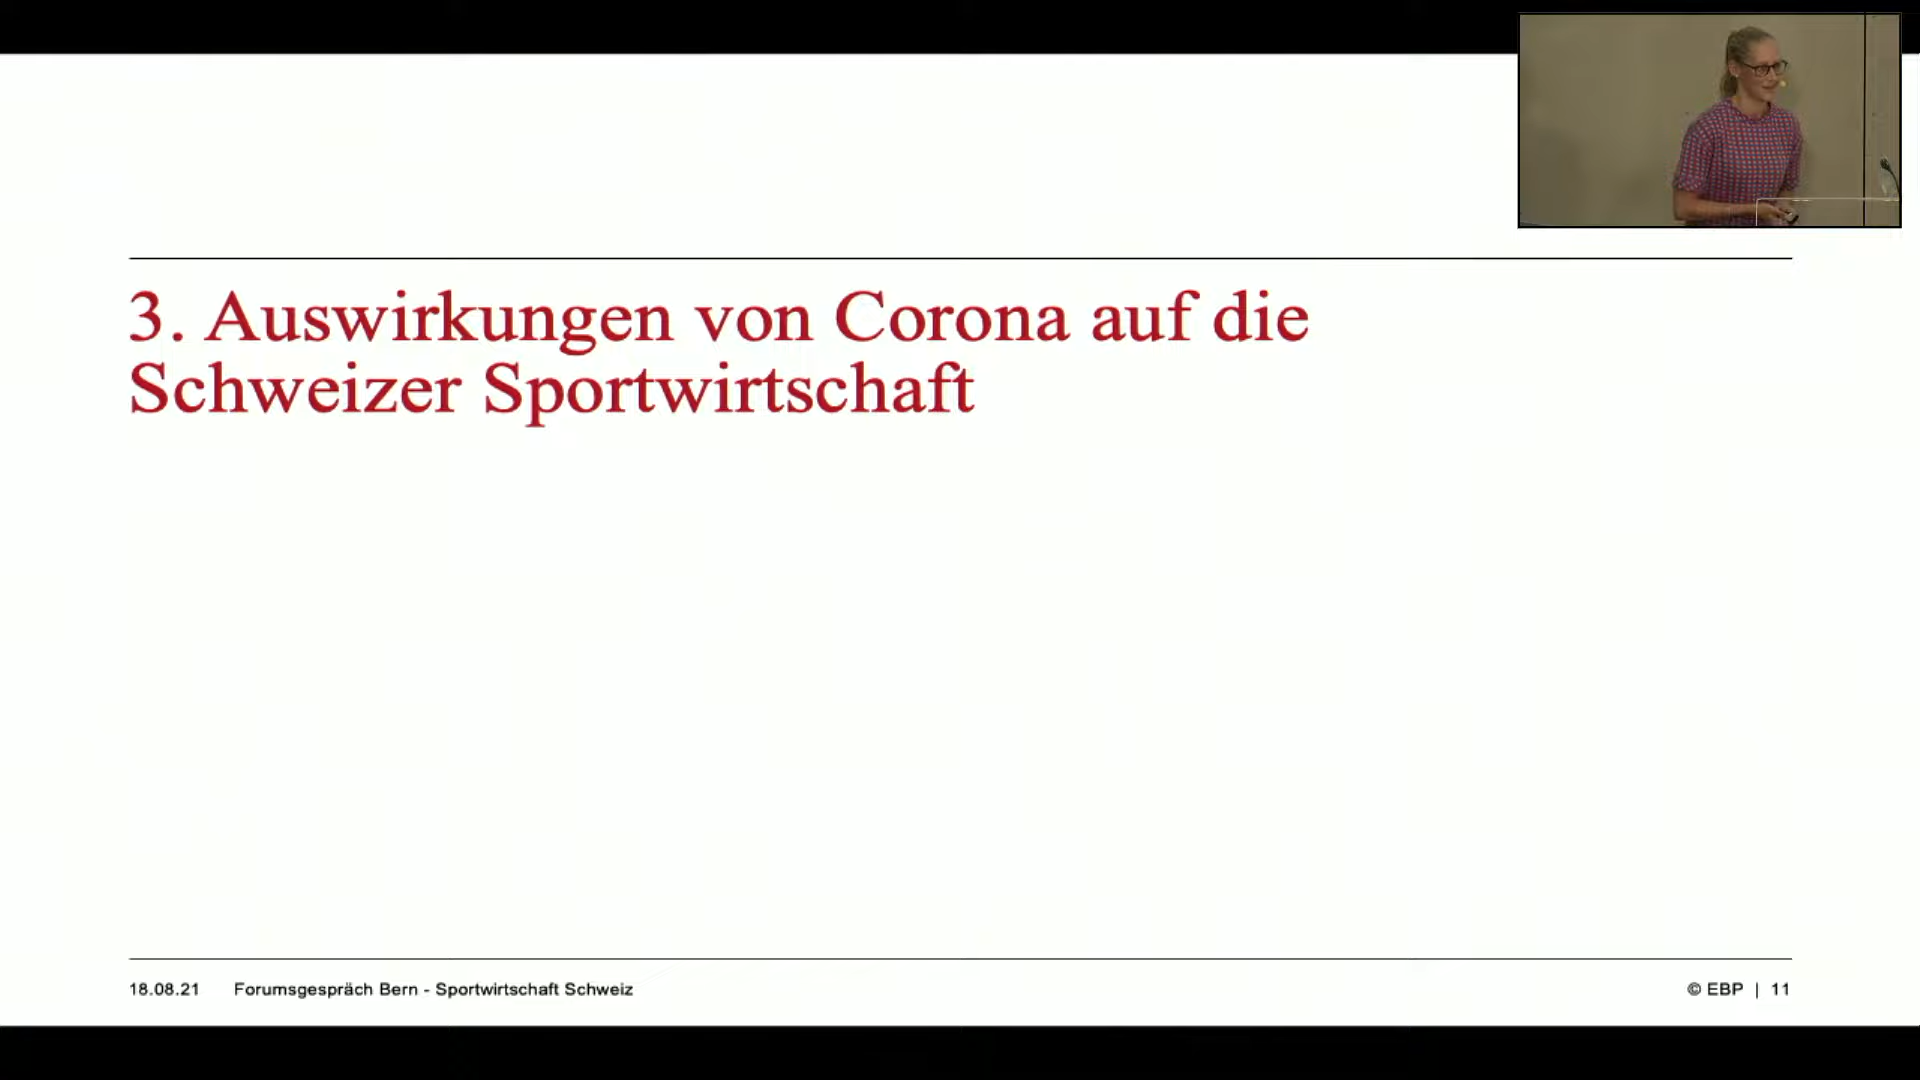 3. Auswirkungen von Corona auf die
Schweizer Sportwirtschaft
18.08.21 Forumsgespräch Bern - Sportwirtschaft Schweiz © EBP | 11